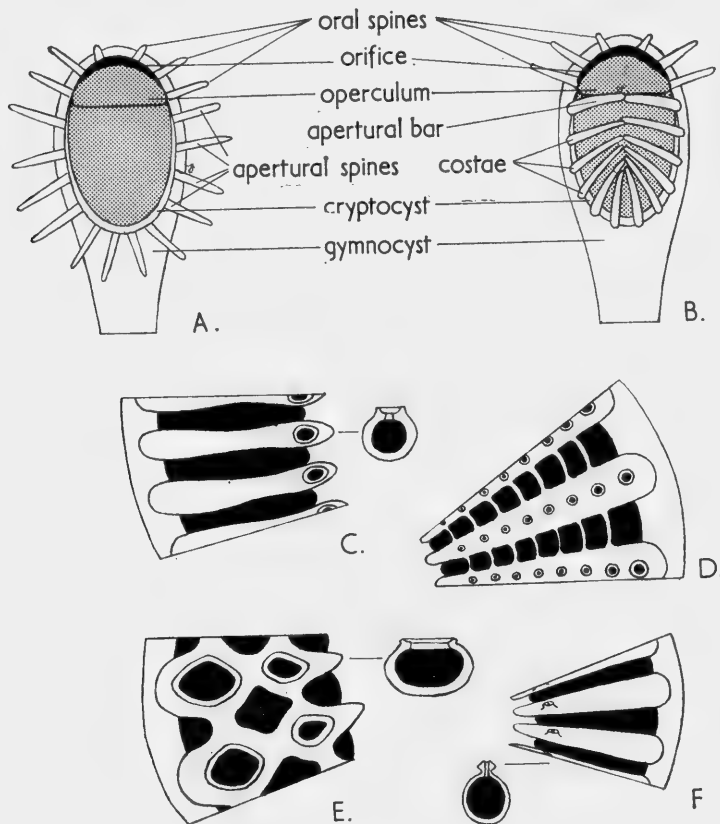 oral spines
orifice
operculum
apertural bar
apertural spines costae
cryptocyst
gymnocyst
A.
B.
C.
D.
E.
F